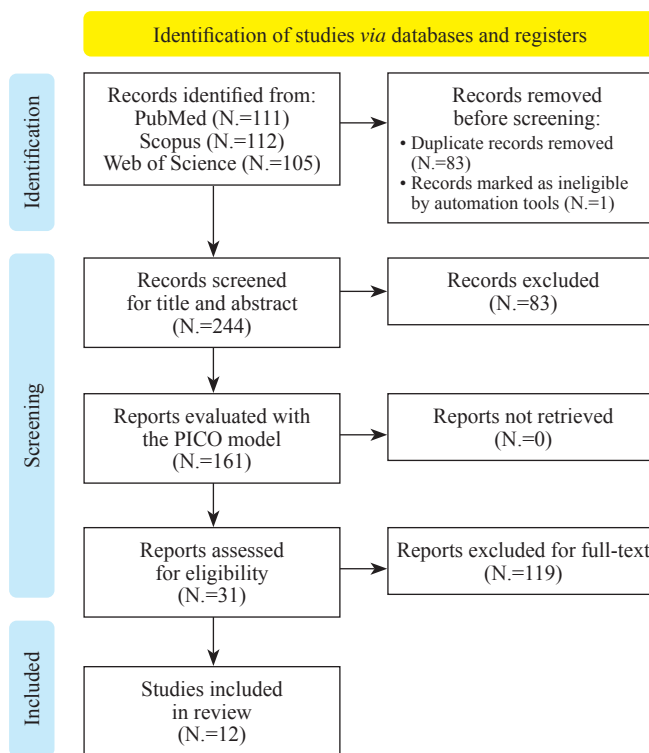 Identification of studies via databases and registers
Identification
Records identified from:
PubMed (N.=111)
Scopus (N.=112)
Web of Science (N.=105)
Records removed
before screening:
• Duplicate records removed
(N.=83)
• Records marked as ineligible
by automation tools (N.=1)
Screening
Records screened
for title and abstract
(N.=244)
Records excluded
(N.=83)
Reports evaluated with
the PICO model
(N.=161)
Reports not retrieved
(N.=0)
Reports assessed
for eligibility
(N.=31)
Reports excluded for full-text
(N.=119)
Included
Studies included
in review
(N.=12)